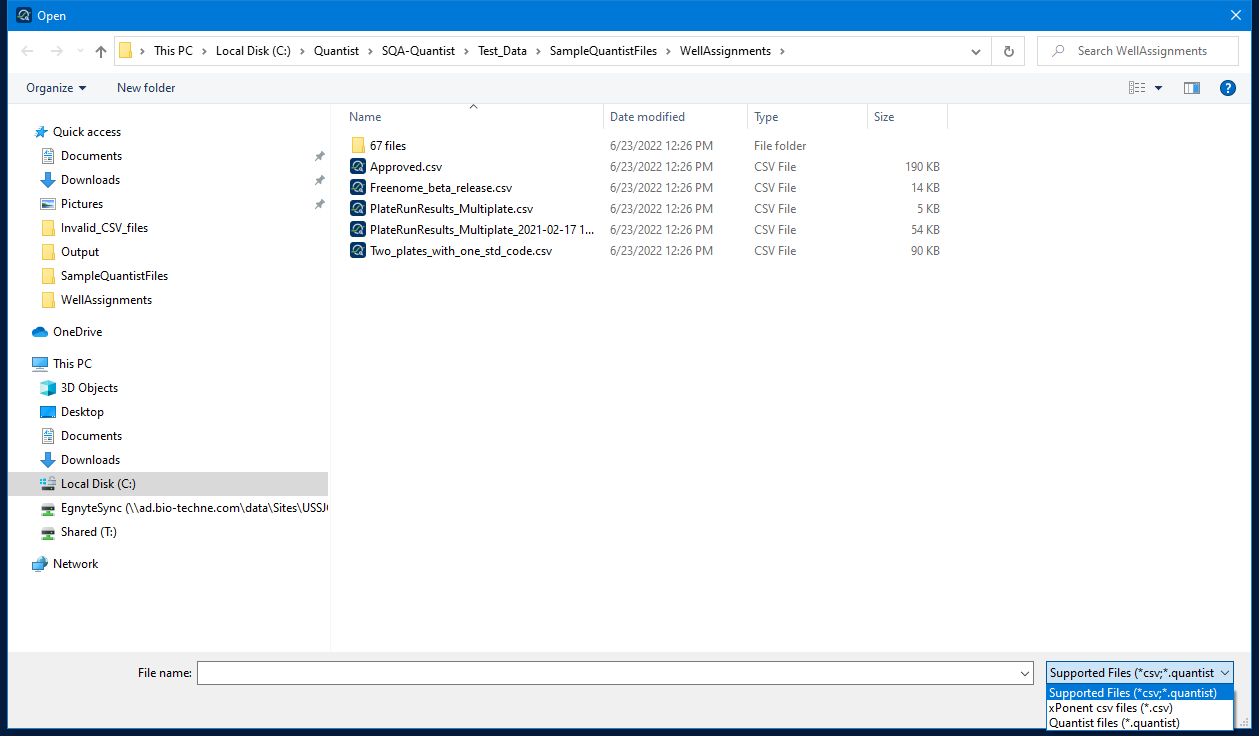 Open
This PC > Local Disk (C:) > Quantist > SQA-Quantist > Test_Data > SampleQuantistFiles > WellAssignments >
Search WellAssignments
Organize
New folder
Quick access
Documents
Downloads
Pictures
Invalid_CSV_files
Output
SampleQuantistFiles
WellAssignments
OneDrive
This PC
3D Objects
Desktop
Documents
Downloads
Local Disk (C:)
EgnyteSync (\\ad.bio-techne.com\data\Sites\USSJ
Shared (T:)
Network
Name Date modified Type Size
67 files 6/23/2022 12:26 PM File folder
Approved.csv 6/23/2022 12:26 PM CSV File 190 KB
Freenome_beta_release.csv 6/23/2022 12:26 PM CSV File 14 KB
PlateRunResults_Multiplate.csv 6/23/2022 12:26 PM CSV File 5 KB
PlateRunResults_Multiplate_2021-02-17 1... 6/23/2022 12:26 PM CSV File 54 KB
Two_plates_with_one_std_code.csv 6/23/2022 12:26 PM CSV File 90 KB
File name:
Supported Files (*csv;*.quantist
Supported Files (*csv;*.quantist)
xPonent csv files (*.csv)
Quantist files (*.quantist)